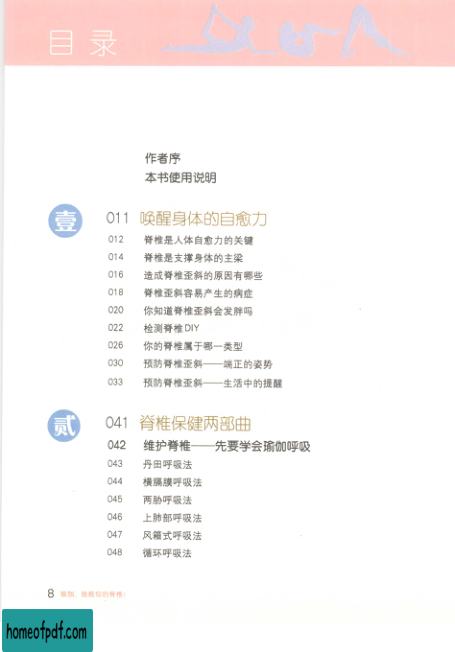 目录
作者序
本书使用说明
壹
011 唤醒身体的自愈力
012 脊椎是人体自愈力的关键
014 脊椎是支撑身体的主梁
016 造成脊椎歪斜的原因有哪些
018 脊椎歪斜容易产生的病症
020 你知道脊椎歪斜会发胖吗
022 检测脊椎DIY
026 你的脊椎属于哪一类型
030 预防脊椎歪斜——端正的姿势
033 预防脊椎歪斜——生活中的提醒
贰
041 脊椎保健两部曲
042 维护脊椎——先要学会瑜伽呼吸
043 丹田呼吸法
044 横膈膜呼吸法
045 两胁呼吸法
046 上肺部呼吸法
047 风箱式呼吸法
048 循环呼吸法
8
homeofpdf.com